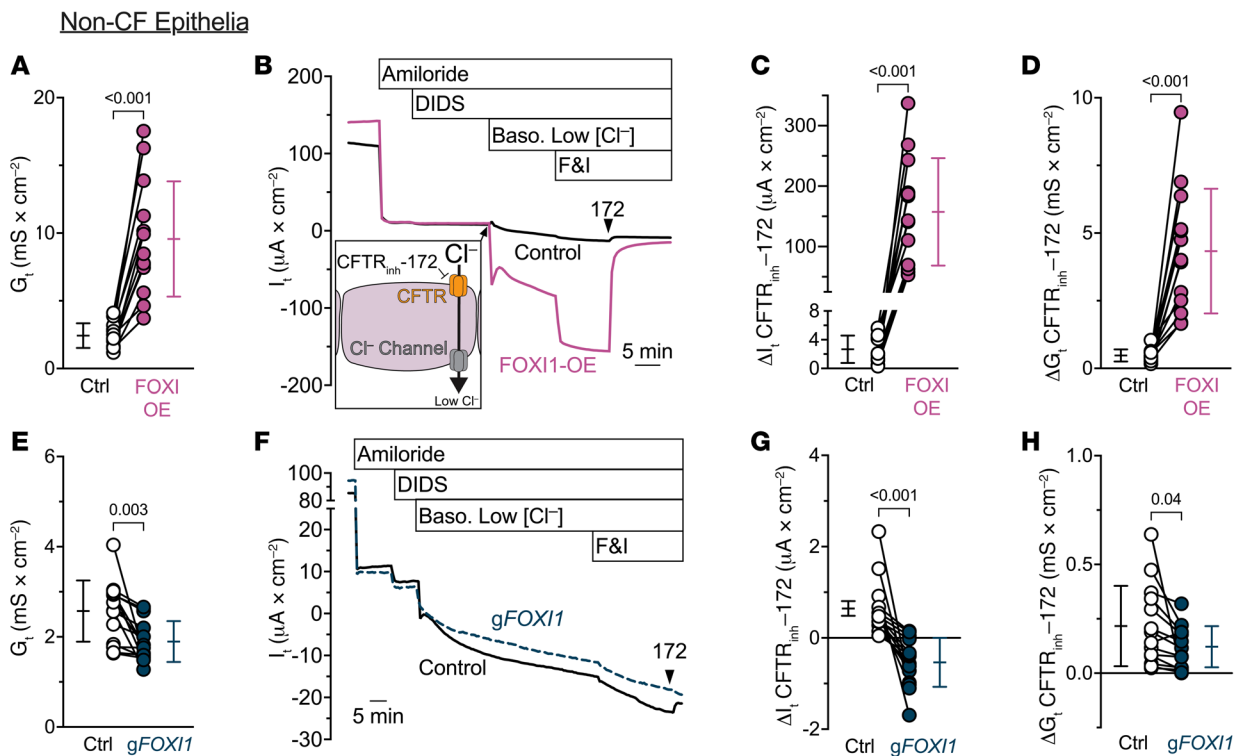 Non-CF Epithelia
A
<0.001
20
10
0
Gt (mS × cm–2)
Ctrl
FOXI
OE
B
200
100
0
-100
-200
It (µA × cm–2)
Amiloride
DIDS
Baso. Low [Cl–]
F&I
172
Control
FOXI1-OE
5 min
Cl–
CFTRinh-172
CFTR
Cl– Channel
Low Cl–
C
<0.001
300
200
100
8
4
0
ΔIt CFTRinh–172 (µA × cm–2)
Ctrl
FOXI
OE
D
<0.001
10
5
0
ΔGt CFTRinh–172 (mS × cm–2)
Ctrl
FOXI
OE
E
0.003
6
4
2
0
Gt (mS × cm–2)
Ctrl
gFOXI1
F
100
80
20
10
0
-10
-20
-30
It (µA × cm–2)
Amiloride
DIDS
Baso. Low [Cl–]
F&I
gFOXI1
Control
172
5 min
G
<0.001
4
2
0
-2
ΔIt CFTRinh–172 (µA × cm–2)
Ctrl
gFOXI1
H
0.04
1.0
0.5
0.0
ΔGt CFTRinh–172 (mS × cm–2)
Ctrl
gFOXI1